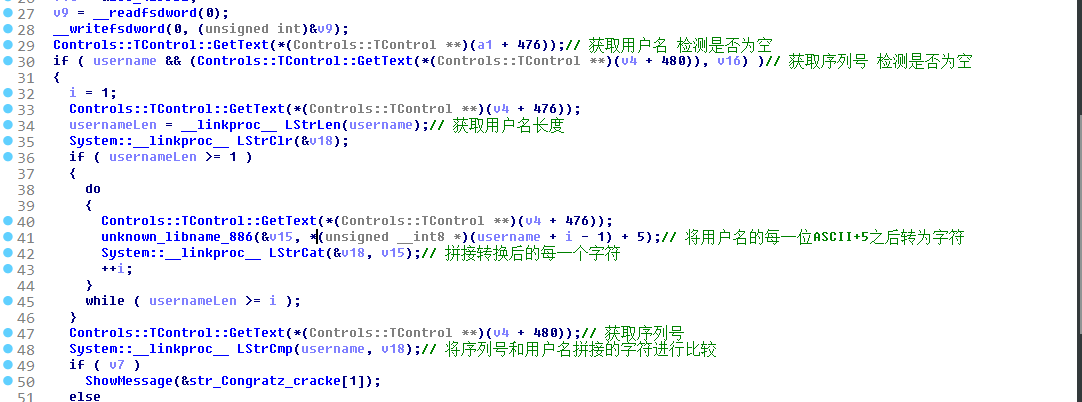 27 v9 = __readfsdword(0);
28 __writefsdword(0, (unsigned int)&v9);
29 Controls::TControl::GetText(*(Controls::TControl **)(a1 + 476));// 获取用户名 检测是否为空
30 if ( username && (Controls::TControl::GetText(*(Controls::TControl **)(v4 + 480)), v16) )// 获取序列号 检测是否为空
31 {
32 i = 1;
33 Controls::TControl::GetText(*(Controls::TControl **)(v4 + 476));
34 usernameLen = __linkproc__ LStrLen(username);// 获取用户名长度
35 System::__linkproc__ LStrClr(&v18);
36 if ( usernameLen >= 1 )
37 {
38 do
39 {
40 Controls::TControl::GetText(*(Controls::TControl **)(v4 + 476));
41 unknown_libname_886(&v15, *(unsigned __int8 *)(username + i - 1) + 5);// 将用户名的每一位ASCII+5之后转为字符
42 System::__linkproc__ LStrCat(&v18, v15);// 拼接转换后的每一个字符
43 ++i;
44 }
45 while ( usernameLen >= i );
46 }
47 Controls::TControl::GetText(*(Controls::TControl **)(v4 + 480));// 获取序列号
48 System::__linkproc__ LStrCmp(username, v18);// 将序列号和用户名拼接的字符进行比较
49 if ( v7 )
50 ShowMessage(&str_Congratz_cracke[1]);
51 else